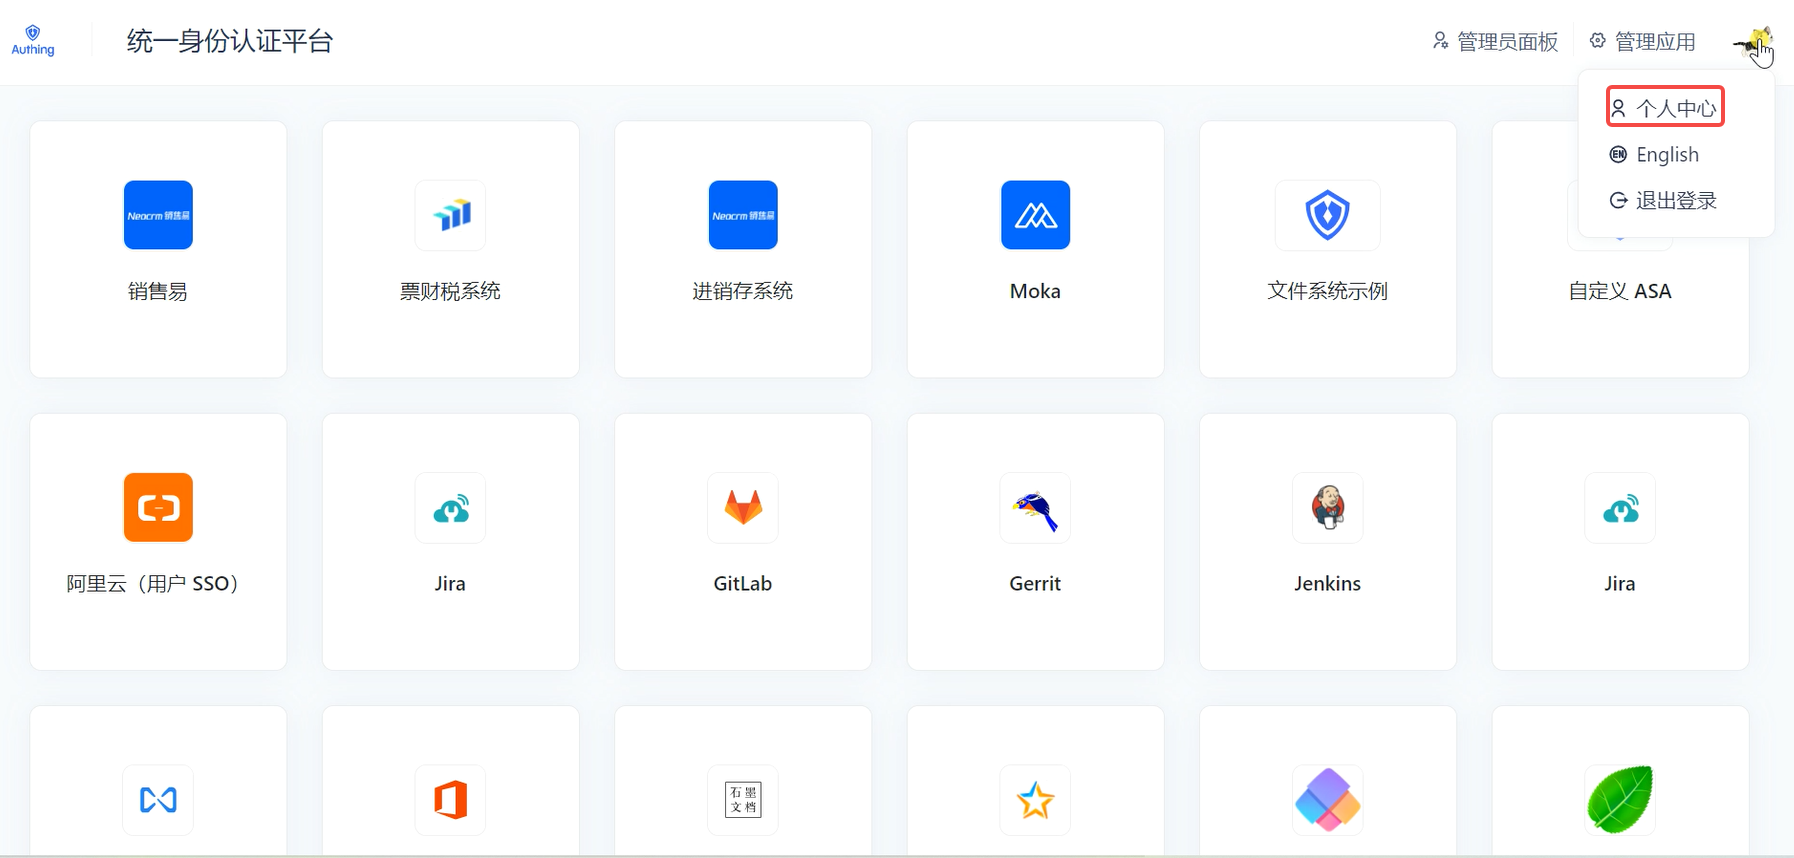 Authing
统一身份认证平台
管理员面板
管理应用
个人中心
English
退出登录
Neocrm 销售易
Neocrm 销售易
销售易
票财税系统
进销存系统
Moka
文件系统示例
自定义 ASA
阿里云（用户 SSO）
Jira
GitLab
Gerrit
Jenkins
Jira
石墨
文档